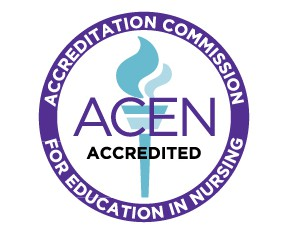 ACCREDITATION COMMISSION
ACEN
ACCREDITED
FOR EDUCATION IN NURSING